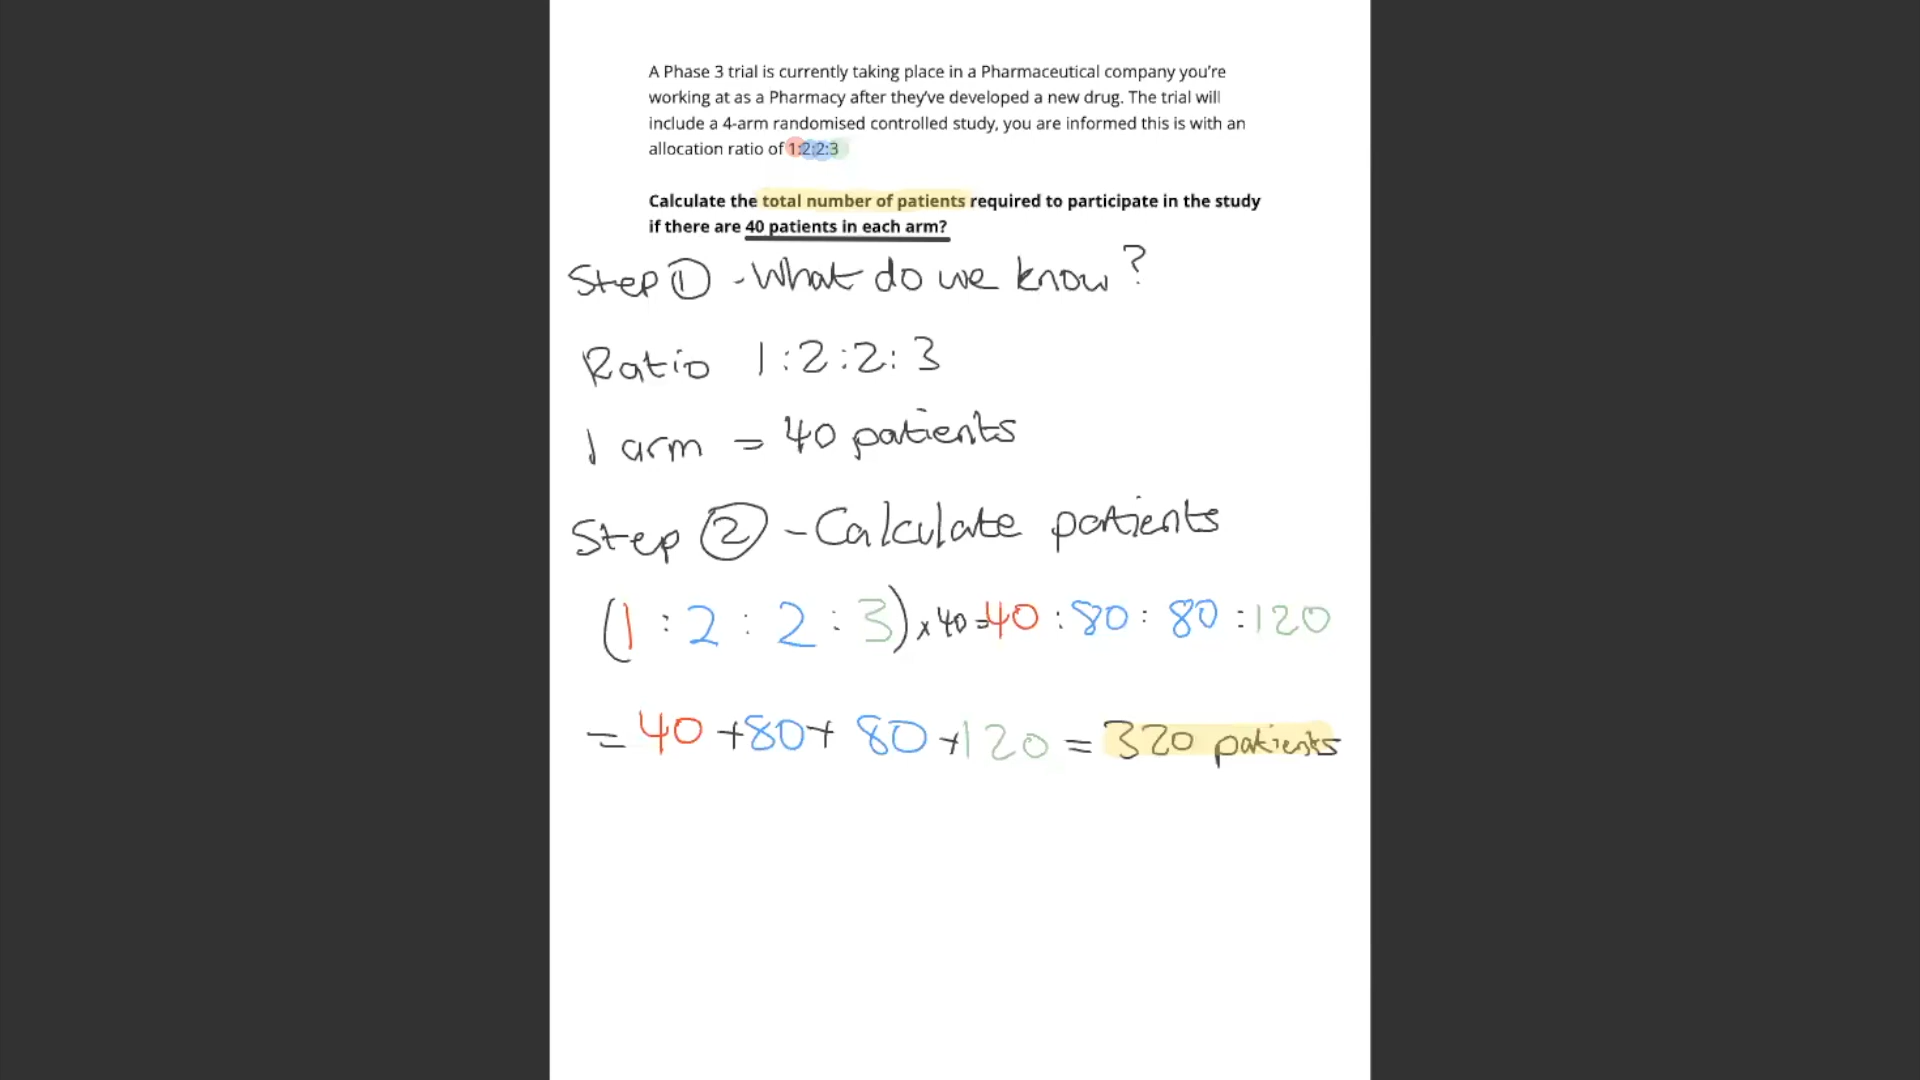 A Phase 3 trial is currently taking place in a Pharmaceutical company you're
working at as a Pharmacy after they've developed a new drug. The trial will
include a 4-arm randomised controlled study, you are informed this is with an
allocation ratio of 1:2:2:3
Calculate the total number of patients required to participate in the study
if there are 40 patients in each arm?
Step ① - What do we know?
Ratio 1:2:2:3
1 arm = 40 patients
Step ② - Calculate patients
(1 : 2 : 2 : 3) x 40 = 40 : 80 : 80 : 120
= 40 + 80 + 80 + 120 = 320 patients